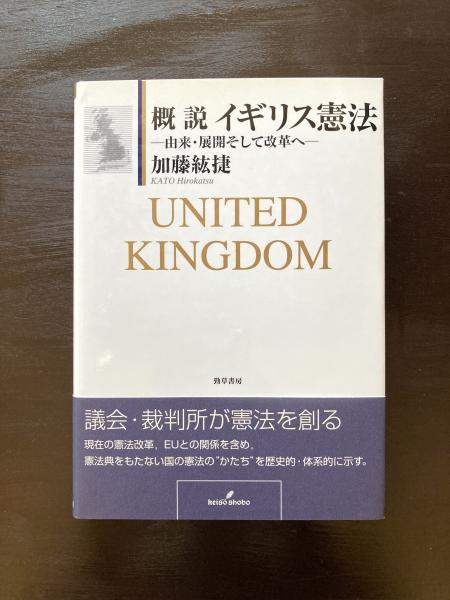 概説 イギリス憲法
―由来・展開そして改革へ―
加藤紘捷
KATO Hirokatsu
UNITED
KINGDOM
勁草書房
議会・裁判所が憲法を創る
現在の憲法改革，EUとの関係を含め，
憲法典をもたない国の憲法の“かたち”を歴史的・体系的に示す。
keiso shobo